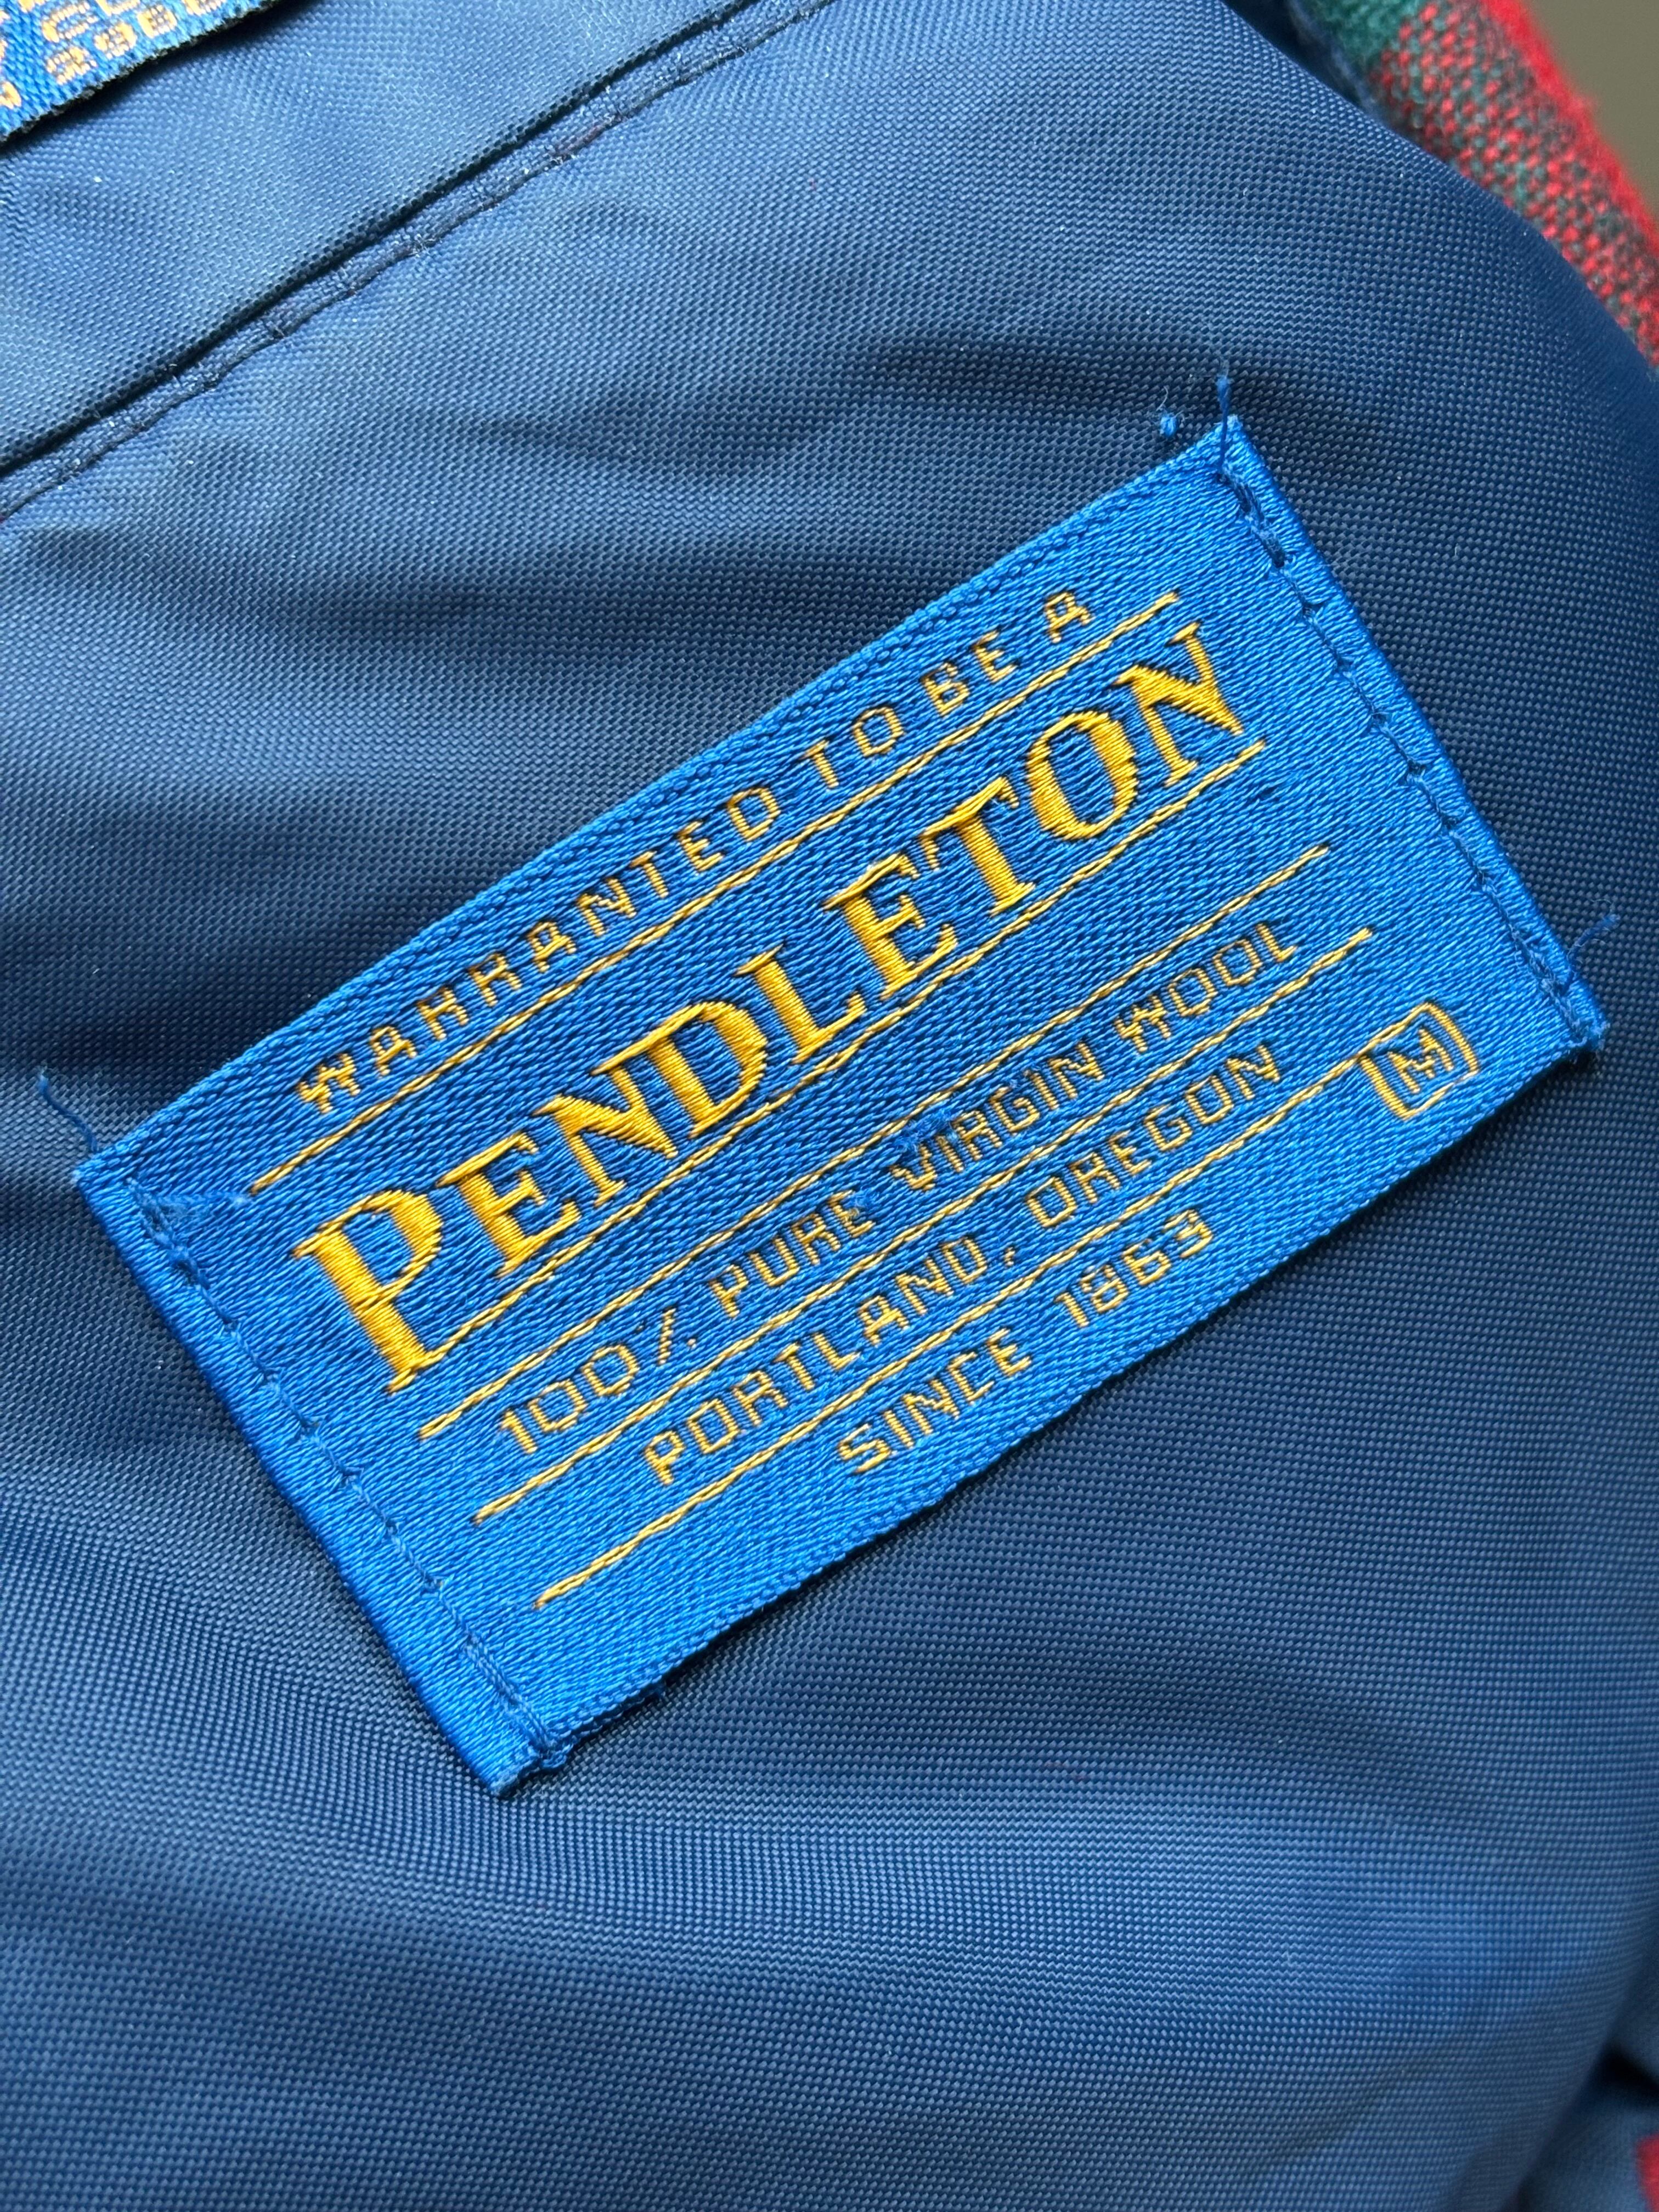 WARRANTED TO BE A
PENDLETON
100% PURE VIRGIN WOOL
PORTLAND, OREGON
M
SINCE 1863